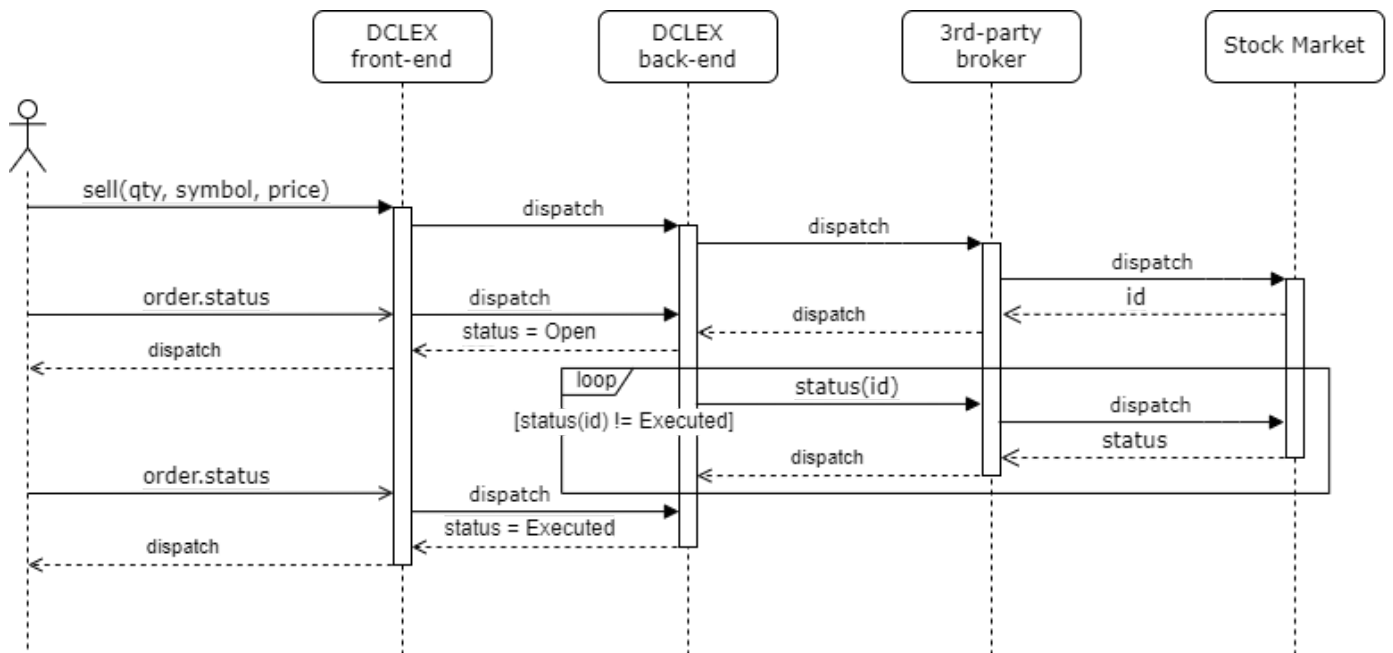 DCLEX
front-end
DCLEX
back-end
3rd-party
broker
Stock Market
sell(qty, symbol, price)
dispatch
dispatch
dispatch
order.status
dispatch
id
dispatch
status = Open
dispatch
loop
status(id)
dispatch
[status(id) != Executed]
status
dispatch
order.status
dispatch
status = Executed
dispatch